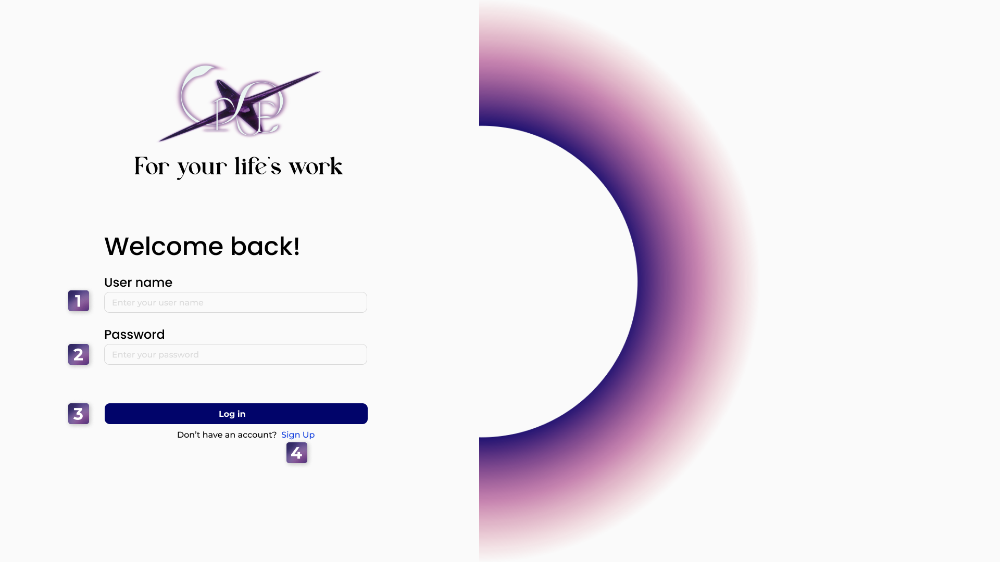 For your life's work
Welcome back!
User name
1
Enter your user name
Password
2
Enter your password
3
Log in
Don’t have an account? Sign Up
4